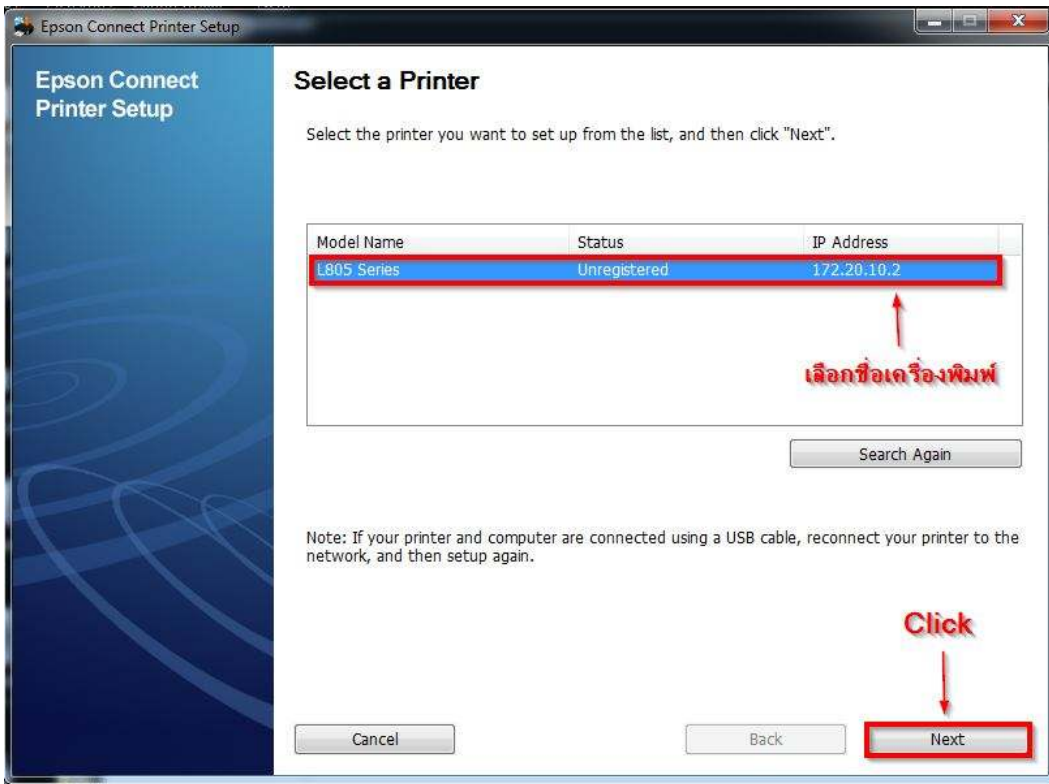 Epson Connect Printer Setup
Epson Connect
Printer Setup
Select a Printer
Select the printer you want to set up from the list, and then click "Next".
Model Name Status IP Address
L805 Series Unregistered 172.20.10.2
เลือกชื่อเครื่องพิมพ์
Search Again
Note: If your printer and computer are connected using a USB cable, reconnect your printer to the
network, and then setup again.
Click
Cancel Back Next